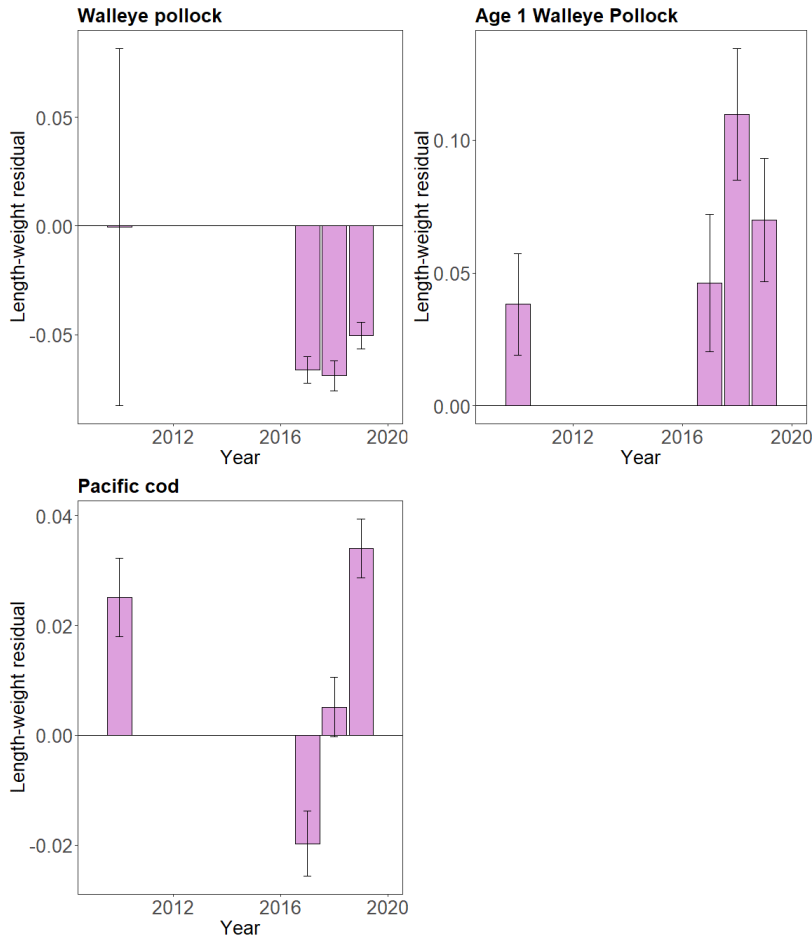 Walleye pollock
Length-weight residual
0.05
0.00
-0.05
2012 2016 2020
Year
Age 1 Walleye Pollock
Length-weight residual
0.10
0.05
0.00
2012 2016 2020
Year
Pacific cod
Length-weight residual
0.04
0.02
0.00
-0.02
2012 2016 2020
Year